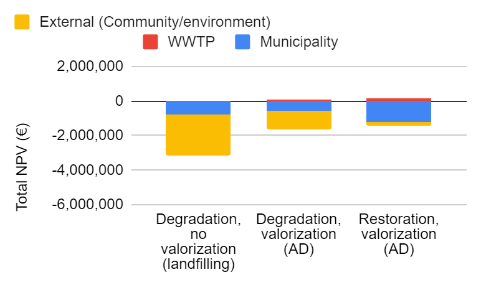 External (Community/environment)
WWTP Municipality
Total NPV (€)
2,000,000
0
-2,000,000
-4,000,000
-6,000,000
Degradation,
no
valorization
(landfilling)
Degradation,
valorization
(AD)
Restoration,
valorization
(AD)